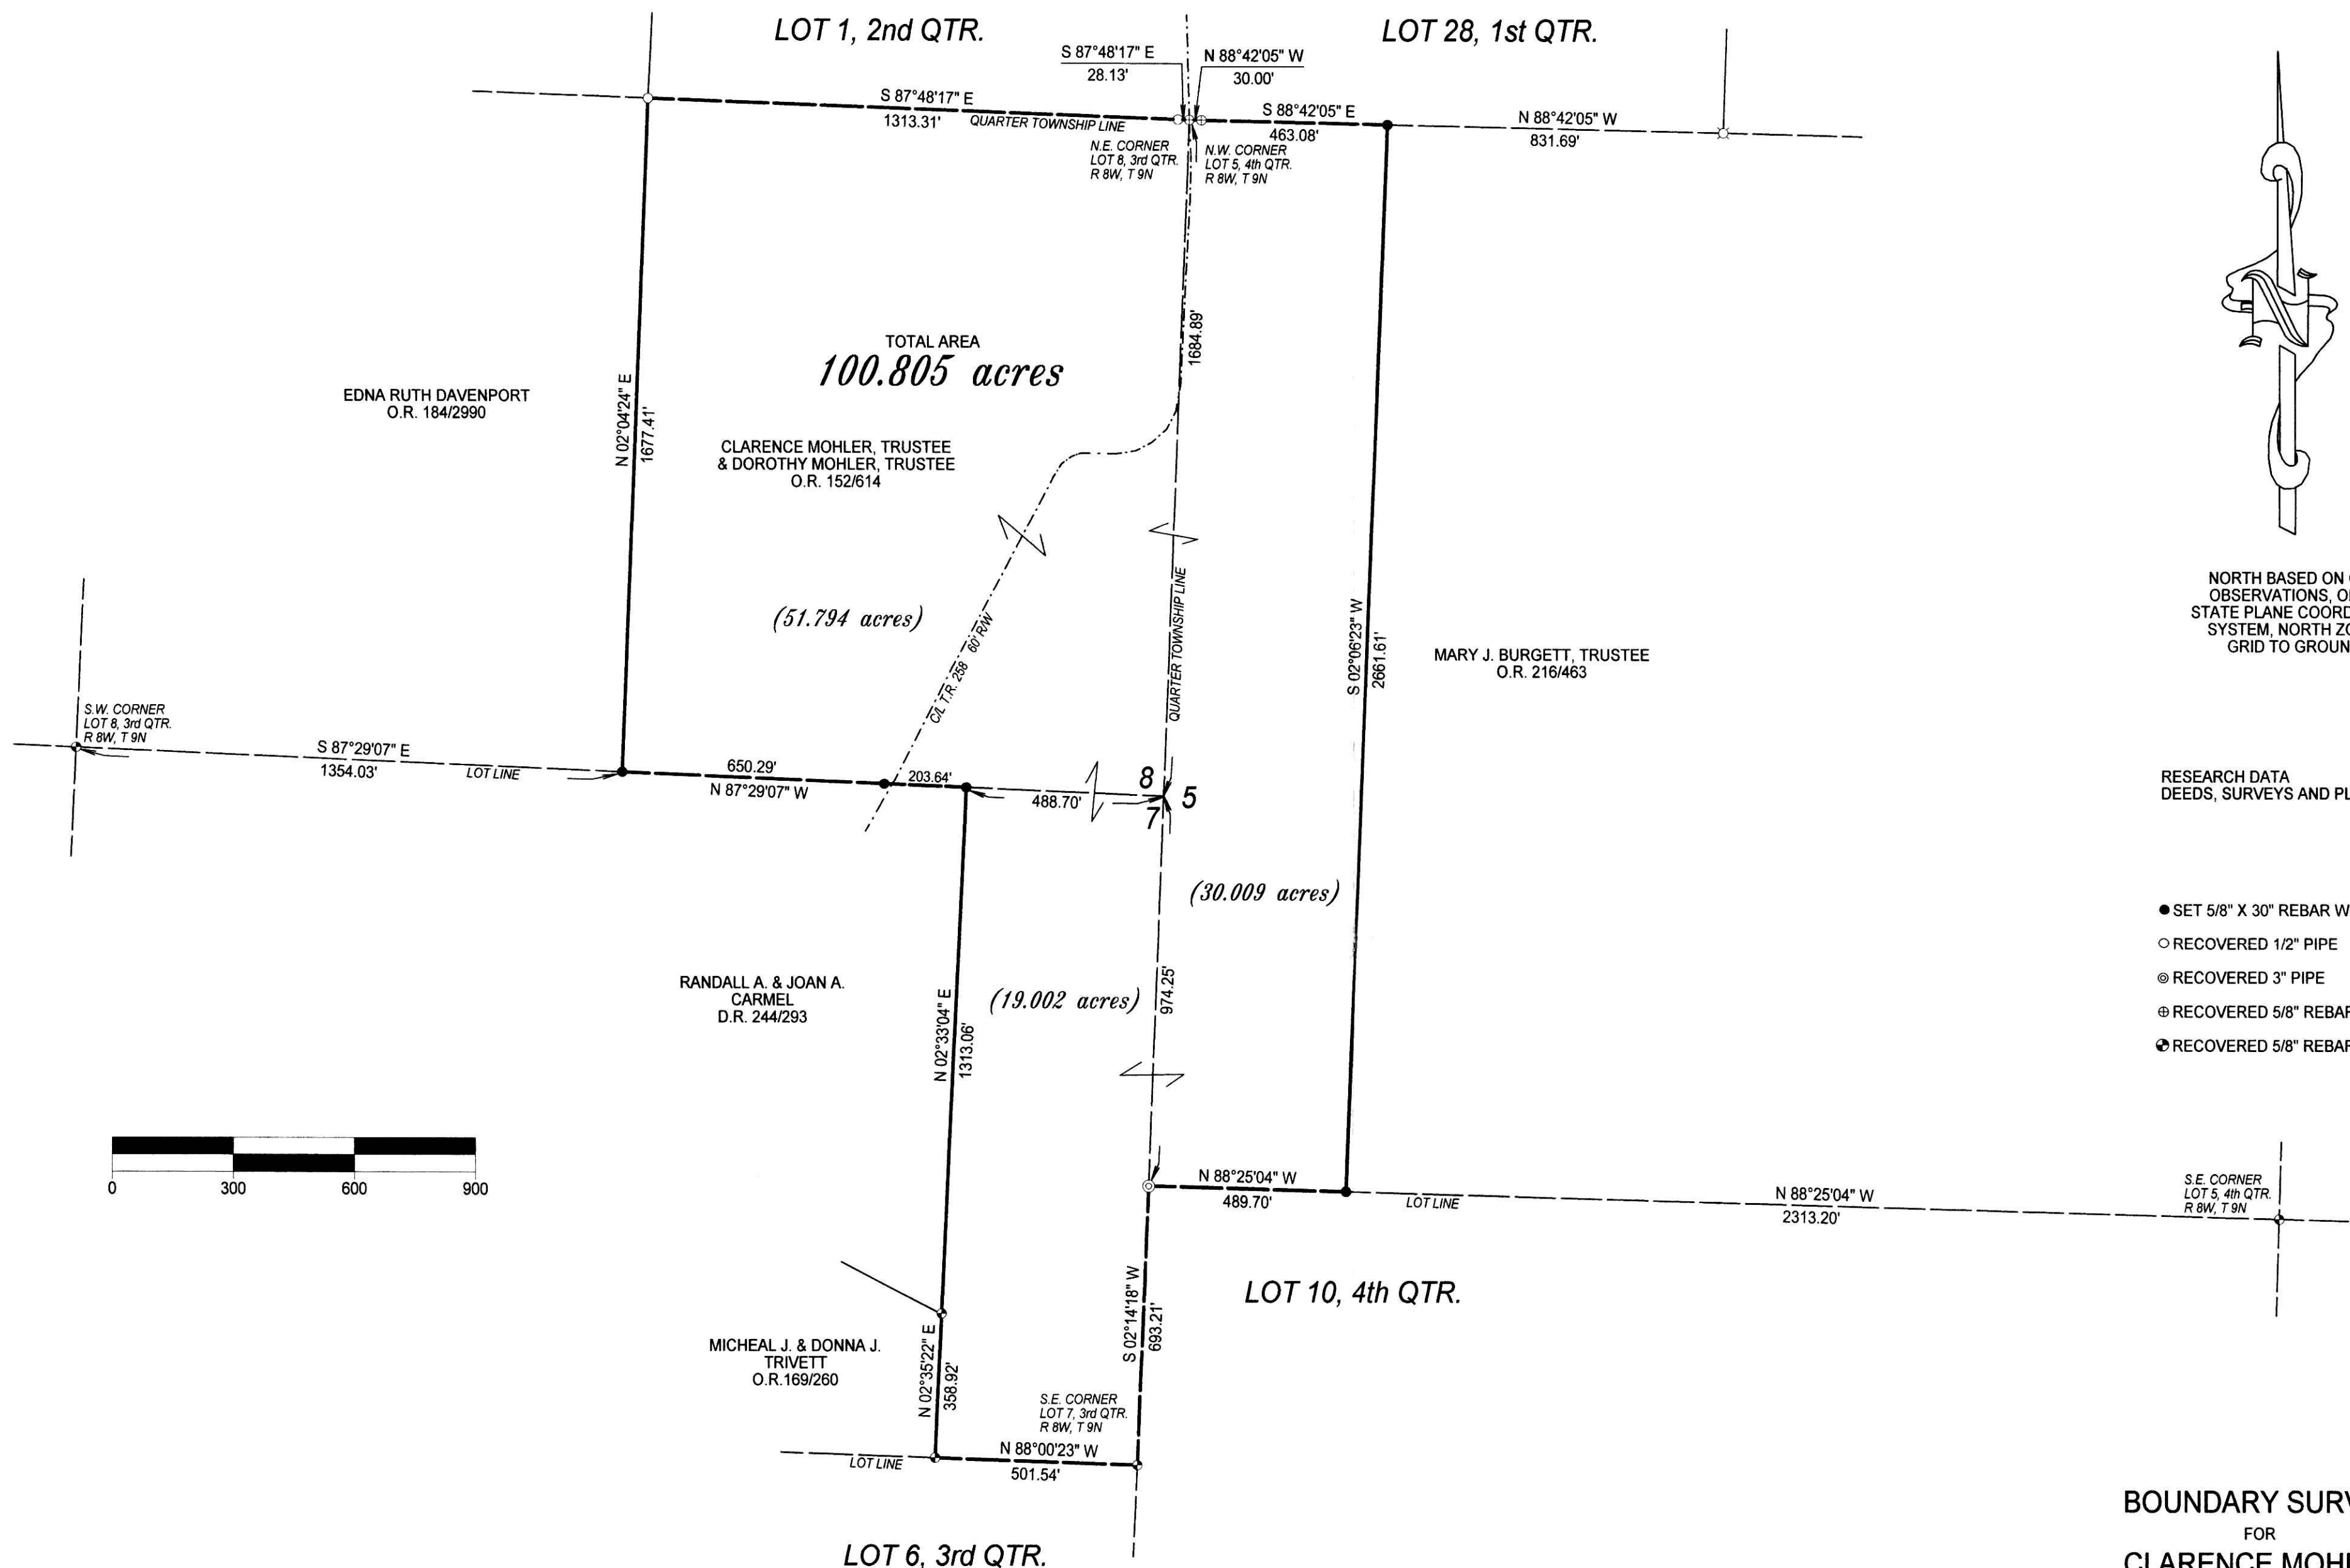 LOT 1, 2nd QTR.
LOT 28, 1st QTR.
S 87°48'17" E
28.13'
N 88°42'05" W
30.00'
S 87°48'17" E
1313.31'
QUARTER TOWNSHIP LINE
S 88°42'05" E
463.08'
N 88°42'05" W
831.69'
N.E. CORNER
LOT 8, 3rd QTR.
R 8W, T 9N
N.W. CORNER
LOT 5, 4th QTR.
R 8W, T 9N
1684.89'
TOTAL AREA
100.805 acres
EDNA RUTH DAVENPORT
O.R. 184/2990
N 02°04'24" E
1677.41'
CLARENCE MOHLER, TRUSTEE
& DOROTHY MOHLER, TRUSTEE
O.R. 152/614
N
NORTH BASED ON
OBSERVATIONS,
STATE PLANE
SYSTEM, NORTH
GRID TO
(51.794 acres)
C/L T.R. 258 60' R/W
QUARTER TOWNSHIP LINE
S 02°06'23" W
2661.61'
MARY J. BURGETT, TRUSTEE
O.R. 216/463
S.W. CORNER
LOT 8, 3rd QTR.
R 8W, T 9N
S 87°29'07" E
1354.03'
LOT LINE
650.29'
N 87°29'07" W
203.64'
488.70'
8
5
7
RESEARCH DATA
DEEDS, SURVEYS AND
(30.009 acres)
SET 5/8" X 30" REBAR
RECOVERED 1/2" PIPE
RECOVERED 3" PIPE
RECOVERED 5/8" REBAR
RECOVERED 5/8" REBAR
RANDALL A. & JOAN A.
CARMEL
D.R. 244/293
N 02°33'04" E
1313.06'
(19.002 acres)
974.25'
0 300 600 900
N 88°25'04" W
489.70'
LOT LINE
N 88°25'04" W
2313.20'
S.E. CORNER
LOT 5, 4th QTR.
R 8W, T 9N
LOT 10, 4th QTR.
S 02°14'18" W
693.21'
MICHEAL J. & DONNA J.
TRIVETT
O.R.169/260
N 02°35'22" E
358.92'
S.E. CORNER
LOT 7, 3rd QTR.
R 8W, T 9N
N 88°00'23" W
501.54'
LOT LINE
LOT 6, 3rd QTR.
BOUNDARY
FOR
CLARENCE